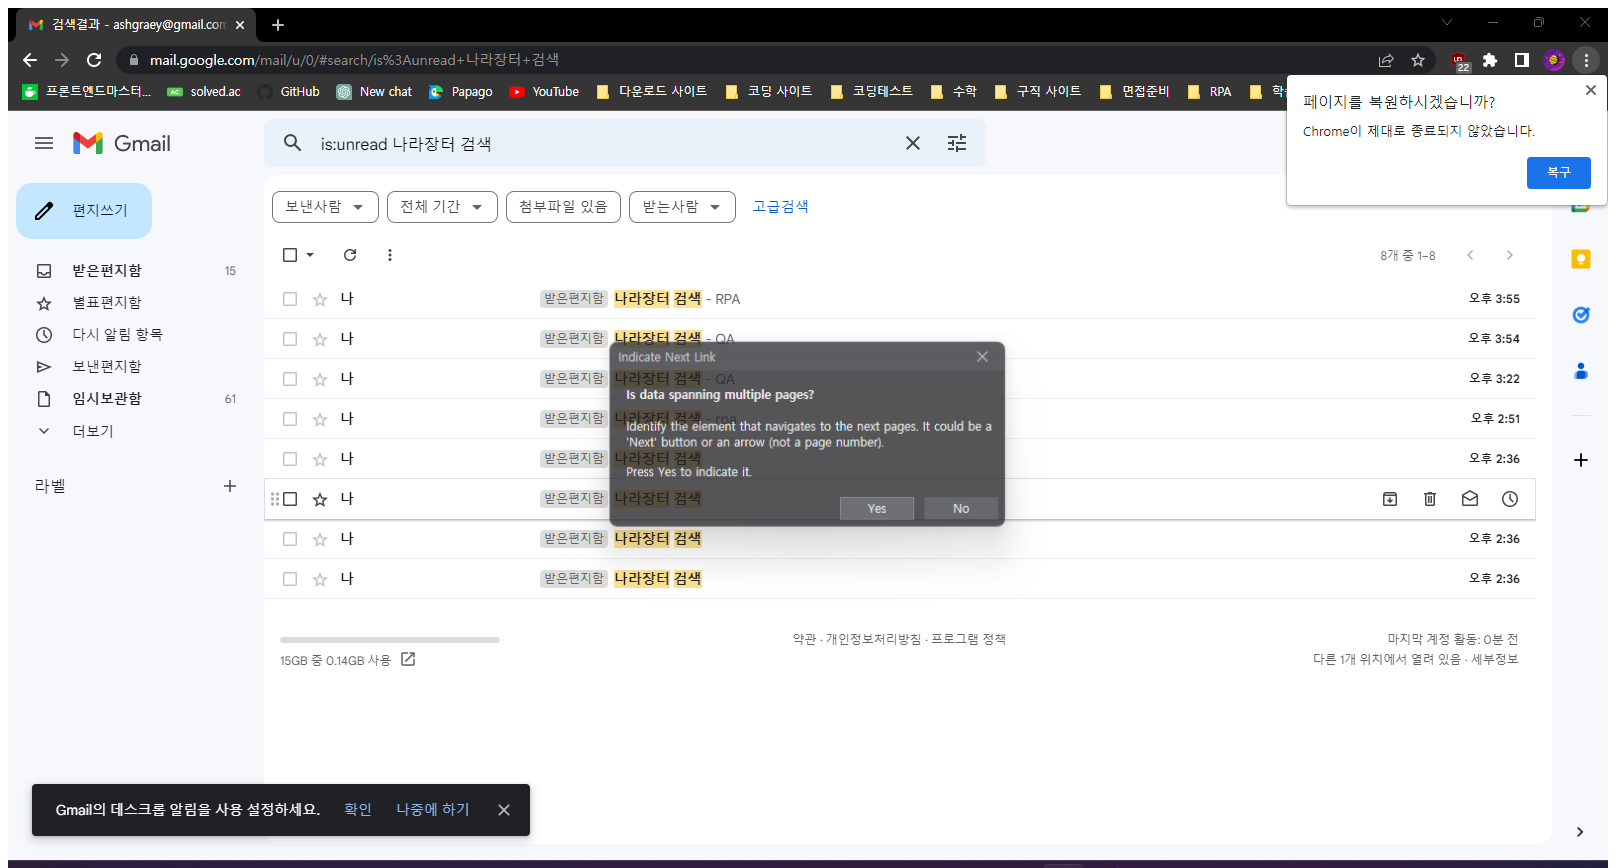 검색결과 - ashgraey@gmail.com
mail.google.com/mail/u/0/#search/is%3Aunread+나라장터+검색
22
프론트엔드마스터... solved.ac GitHub New chat Papago YouTube 다운로드 사이트 코딩 사이트 코딩테스트 수학 구직 사이트 면접준비 RPA
페이지를 복원하시겠습니까?
Chrome이 제대로 종료되지 않았습니다.
복구
Gmail
is:unread 나라장터 검색
편지쓰기
보낸사람 전체 기간 첨부파일 있음 받는사람 고급검색
8개 중 1–8
받은편지함 15
별표편지함
다시 알림 항목
보낸편지함
임시보관함 61
더보기
라벨
나 받은편지함 나라장터 검색 - RPA 오후 3:55
나 받은편지함 나라장터 검색 - QA 오후 3:54
나 받은편지함 나라장터 검색 - QA 오후 3:22
나 받은편지함 나라장터 검색 - rpa 오후 2:51
나 받은편지함 나라장터 검색 오후 2:36
나 받은편지함 나라장터 검색
나 받은편지함 나라장터 검색 오후 2:36
나 받은편지함 나라장터 검색 오후 2:36
Indicate Next Link
Is data spanning multiple pages?
Identify the element that navigates to the next pages. It could be a
'Next' button or an arrow (not a page number).
Press Yes to indicate it.
Yes No
15GB 중 0.14GB 사용
약관 · 개인정보처리방침 · 프로그램 정책
마지막 계정 활동: 0분 전
다른 1개 위치에서 열려 있음 · 세부정보
Gmail의 데스크톱 알림을 사용 설정하세요. 확인 나중에 하기